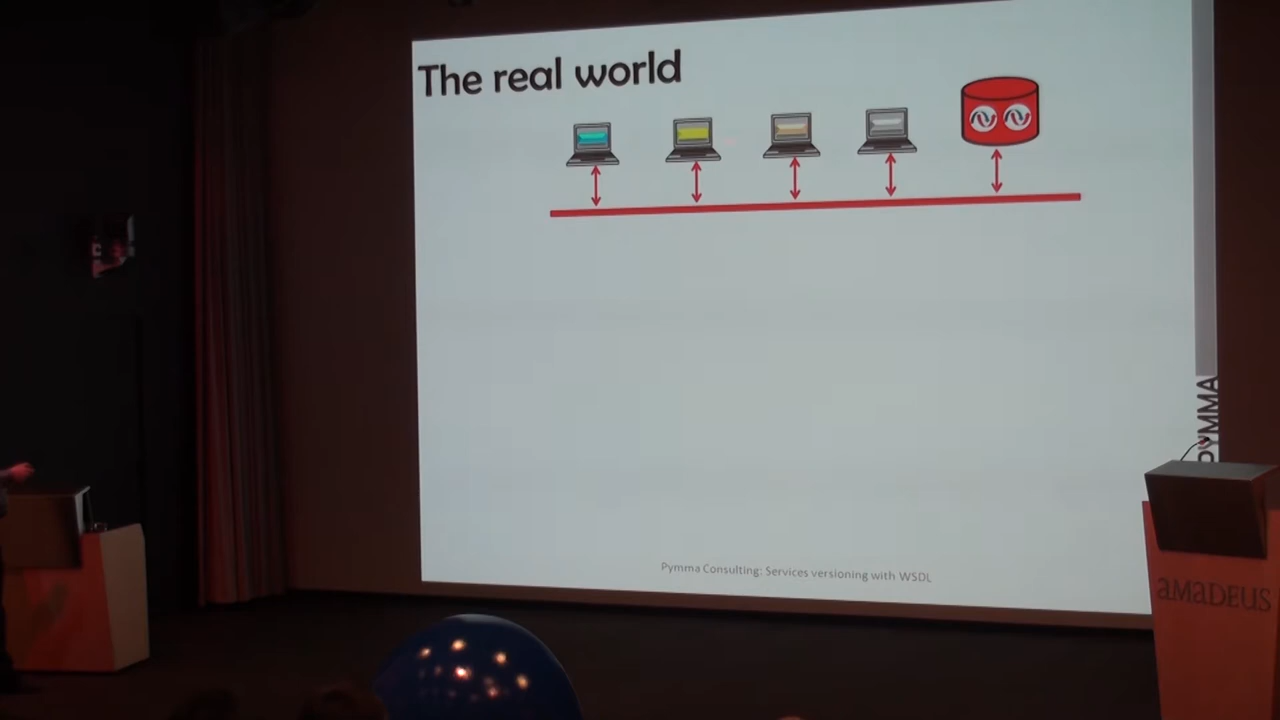 The real world
PYMMA
Pymma Consulting: Services versioning with WSDL
amaDEUS